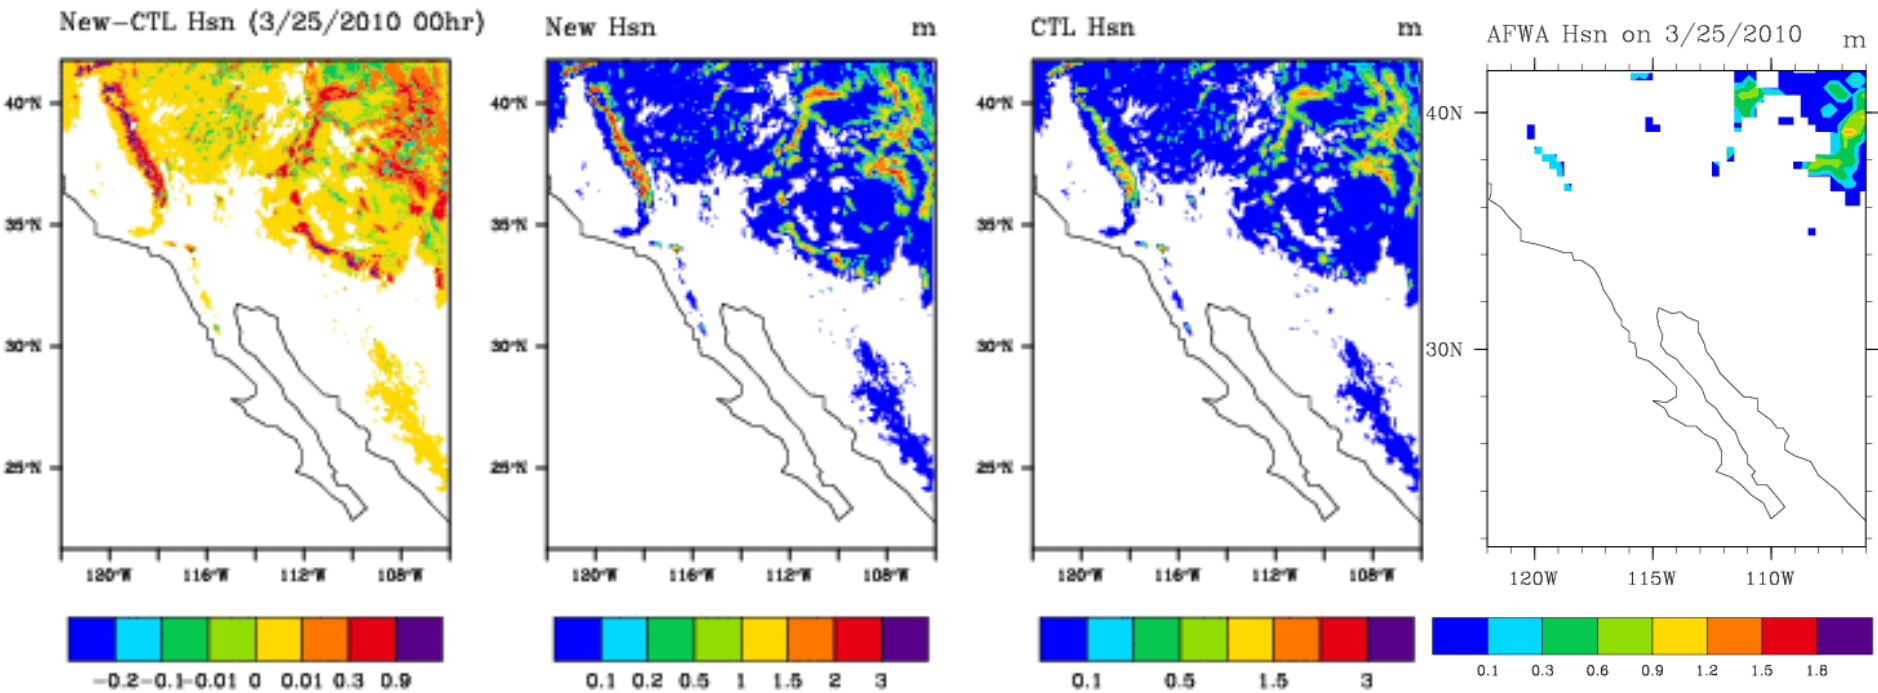 New-CTL Hsn (3/25/2010 00hr)
40°N
35°N
30°N
25°N
120°W 116°W 112°W 108°W
-0.2 -0.1 -0.01 0 0.01 0.3 0.9
New Hsn m
40°N
35°N
30°N
25°N
120°W 116°W 112°W 108°W
0.1 0.2 0.5 1 1.5 2 3
CTL Hsn m
40°N
35°N
30°N
25°N
120°W 116°W 112°W 108°W
0.1 0.5 1.5 3
AFWA Hsn on 3/25/2010 m
40N
30N
120W 115W 110W
0.1 0.3 0.6 0.9 1.2 1.5 1.8